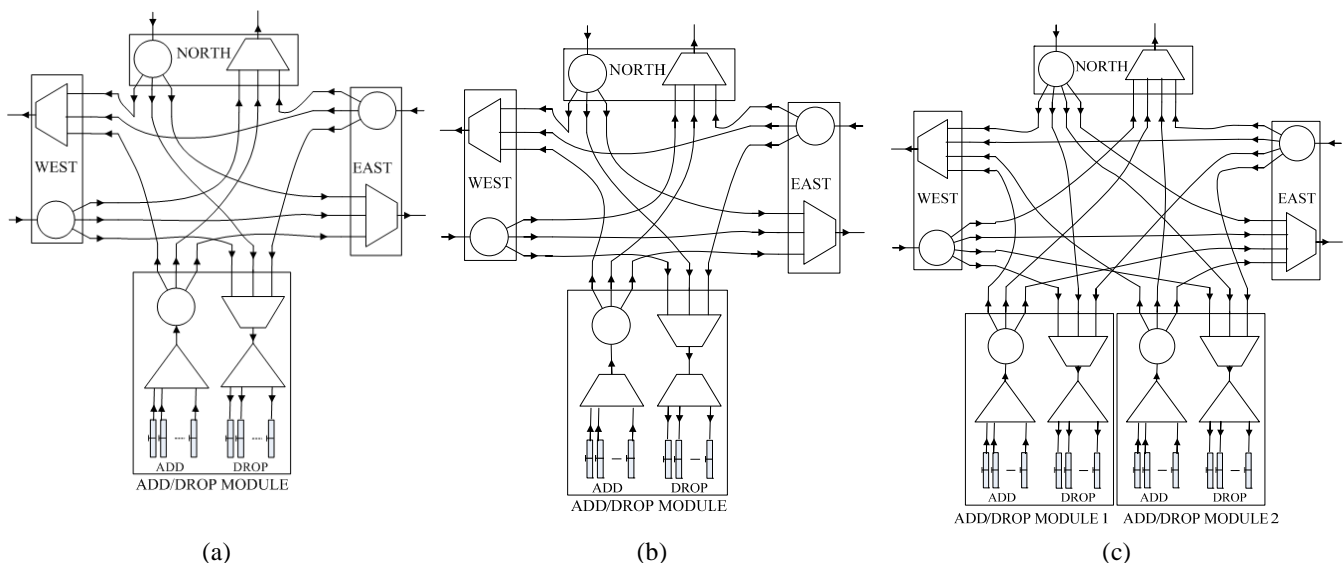 NORTH
WEST
EAST
ADD
DROP
ADD/DROP MODULE
(a)
NORTH
WEST
EAST
ADD
DROP
ADD/DROP MODULE
(b)
NORTH
WEST
EAST
ADD
DROP
ADD
DROP
ADD/DROP MODULE 1
ADD/DROP MODULE 2
(c)